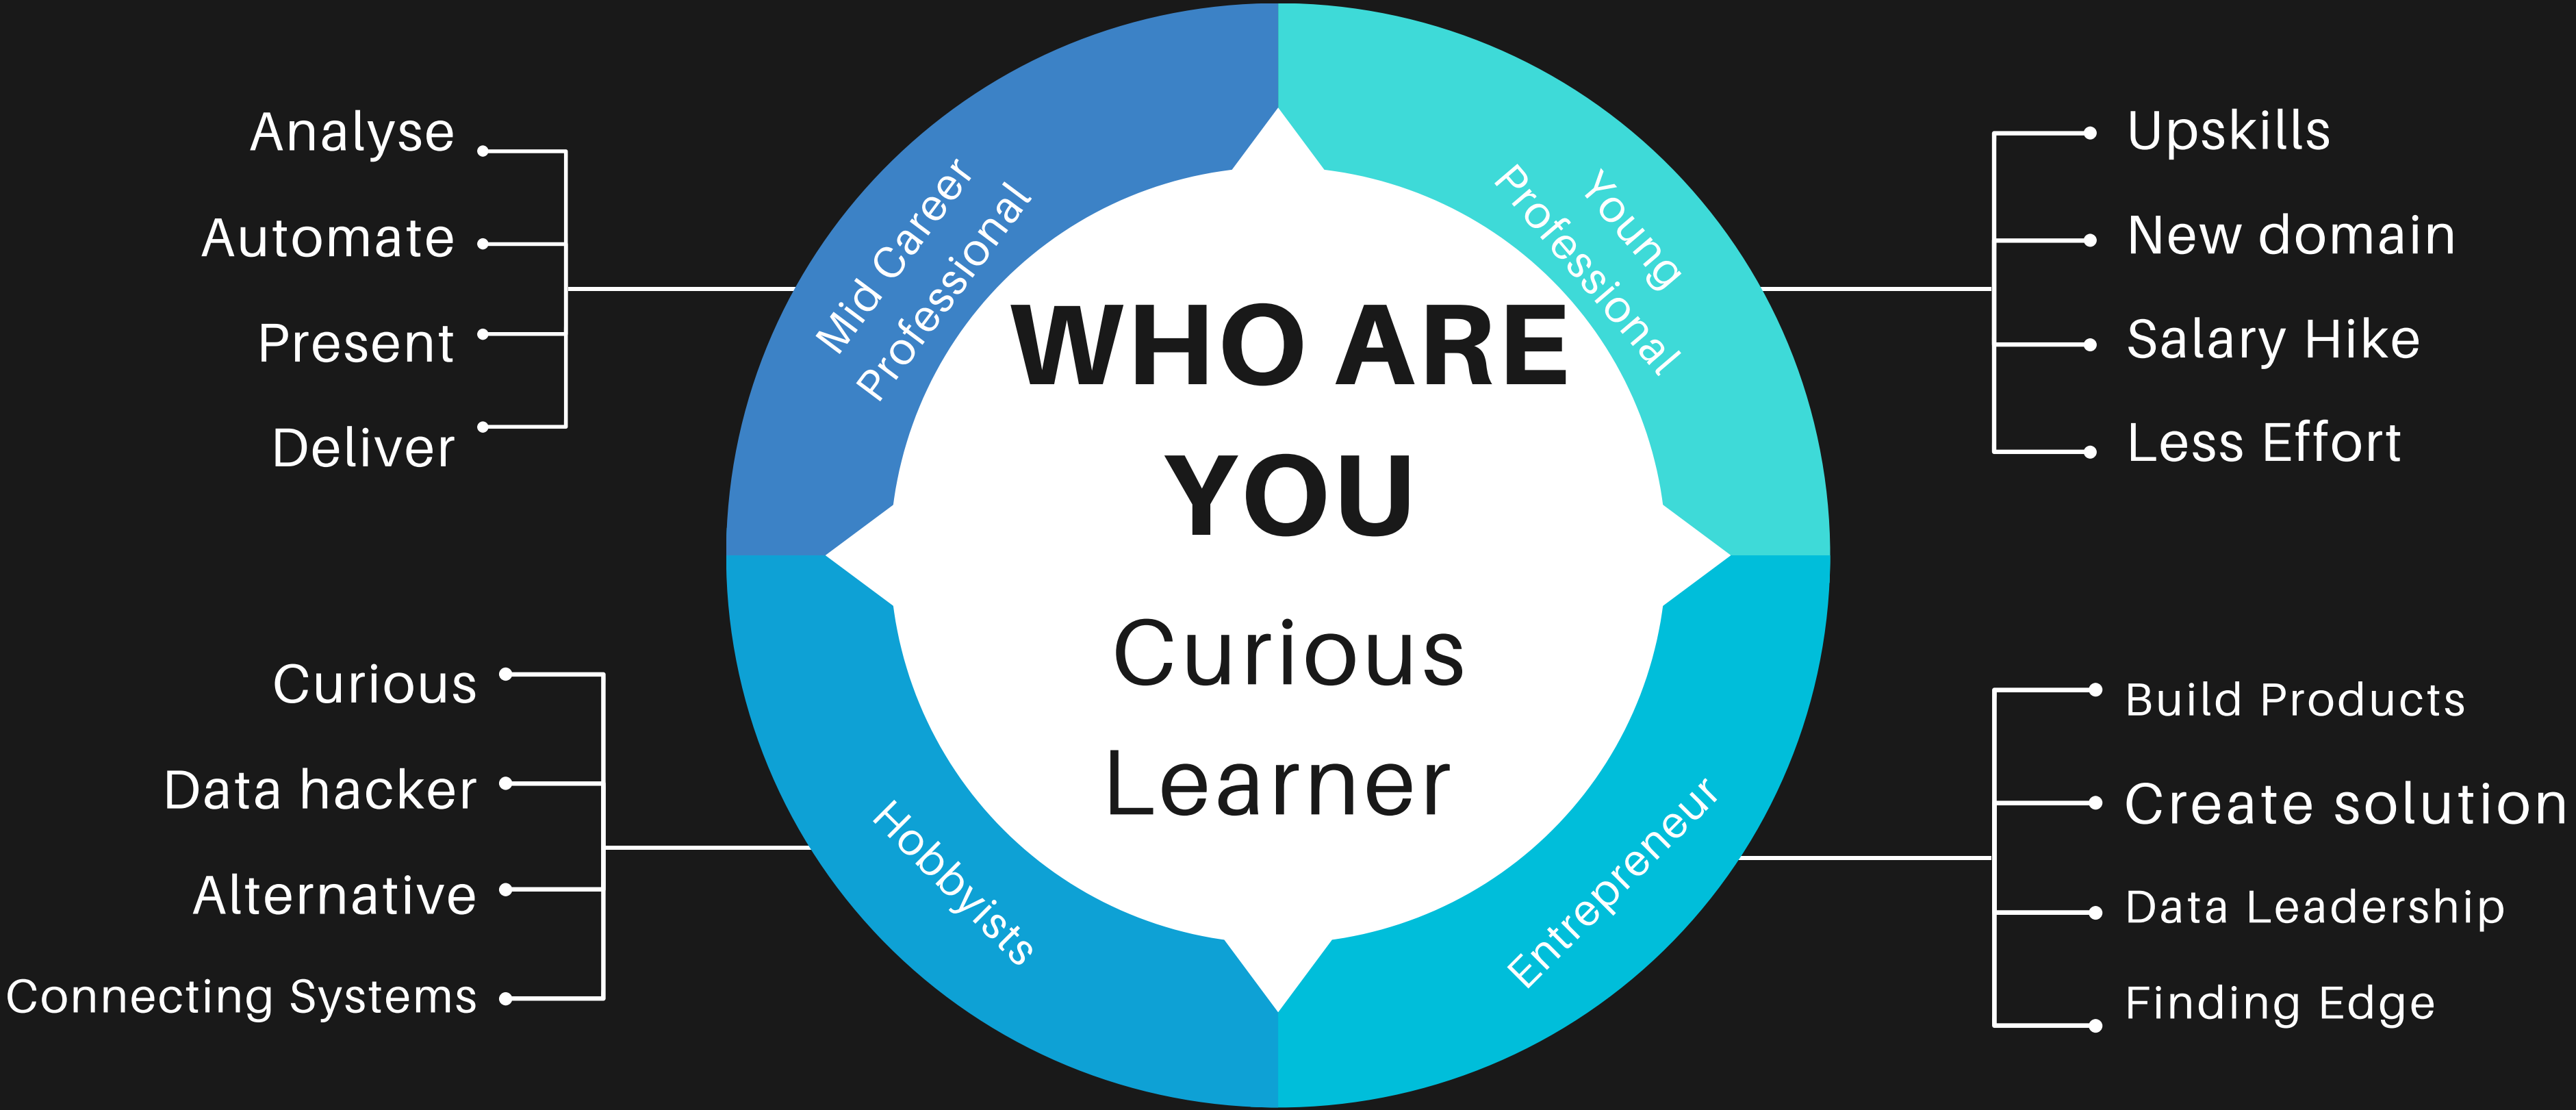 WHO ARE
YOU
Curious
Learner
Mid Career
Professional
Analyse
Automate
Present
Deliver
Young
Professional
Upskills
New domain
Salary Hike
Less Effort
Hobbyists
Curious
Data hacker
Alternative
Connecting Systems
Entrepreneur
Build Products
Create solution
Data Leadership
Finding Edge